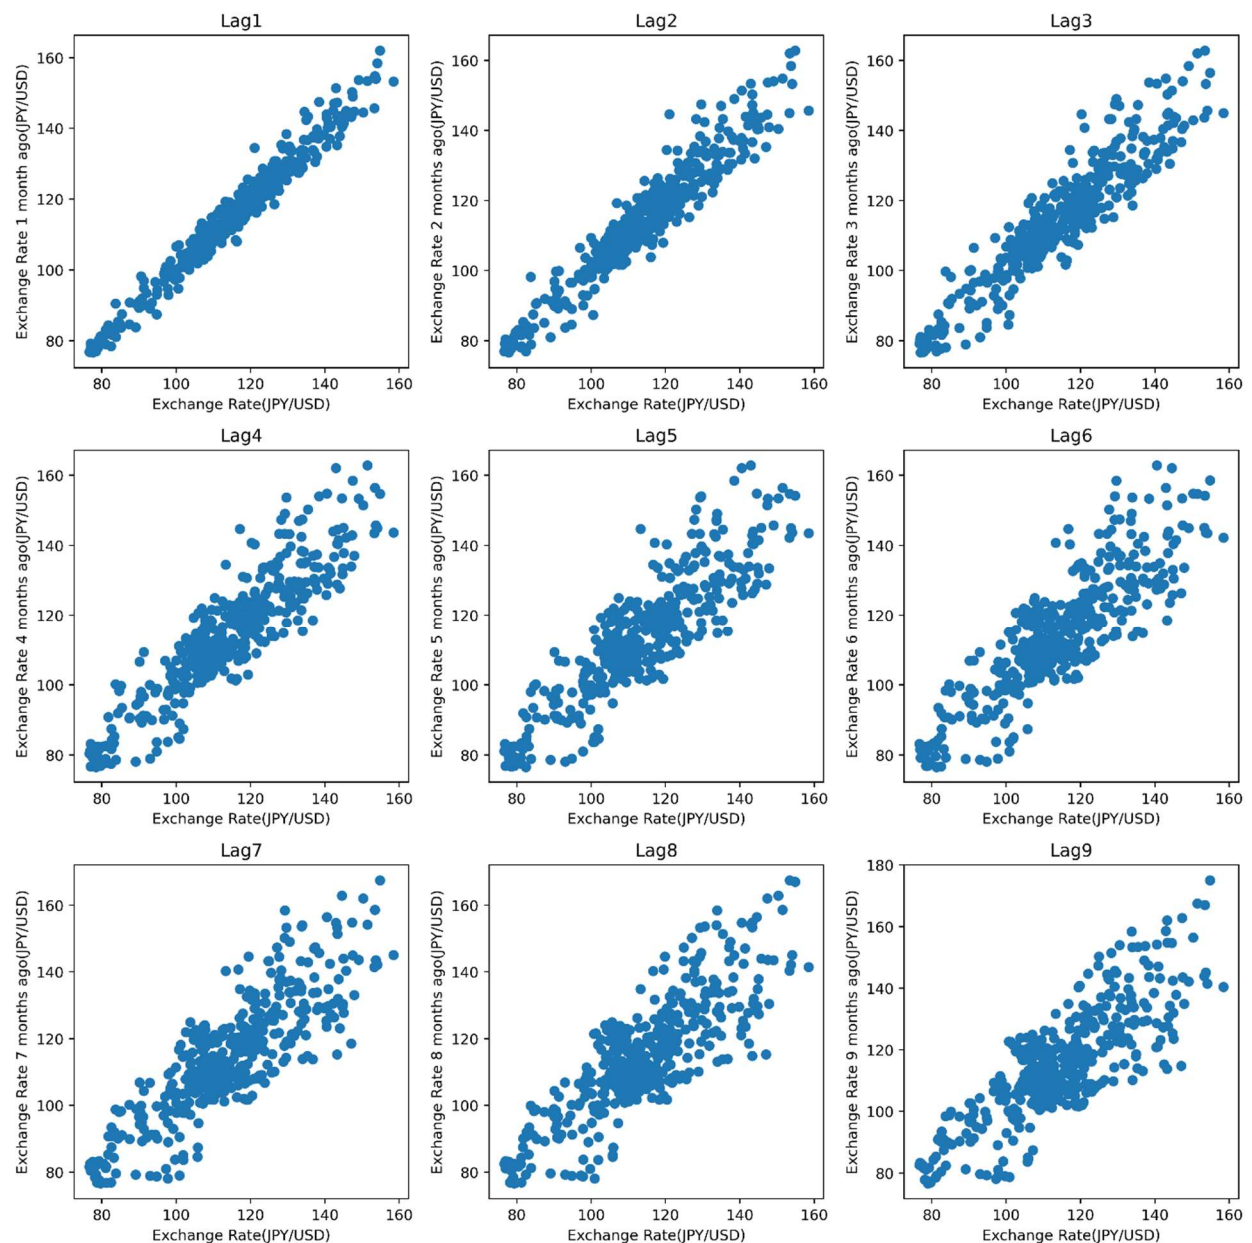 Lag1
Lag2
Lag3
Exchange Rate 1 month ago(JPY/USD)
160
140
120
100
80
80 100 120 140 160
Exchange Rate(JPY/USD)
Exchange Rate 2 months ago(JPY/USD)
160
140
120
100
80
80 100 120 140 160
Exchange Rate(JPY/USD)
Exchange Rate 3 months ago(JPY/USD)
160
140
120
100
80
80 100 120 140 160
Exchange Rate(JPY/USD)
Lag4
Lag5
Lag6
Exchange Rate 4 months ago(JPY/USD)
160
140
120
100
80
80 100 120 140 160
Exchange Rate(JPY/USD)
Exchange Rate 5 months ago(JPY/USD)
160
140
120
100
80
80 100 120 140 160
Exchange Rate(JPY/USD)
Exchange Rate 6 months ago(JPY/USD)
160
140
120
100
80
80 100 120 140 160
Exchange Rate(JPY/USD)
Lag7
Lag8
Lag9
Exchange Rate 7 months ago(JPY/USD)
160
140
120
100
80
80 100 120 140 160
Exchange Rate(JPY/USD)
Exchange Rate 8 months ago(JPY/USD)
160
140
120
100
80
80 100 120 140 160
Exchange Rate(JPY/USD)
Exchange Rate 9 months ago(JPY/USD)
180
160
140
120
100
80
80 100 120 140 160
Exchange Rate(JPY/USD)